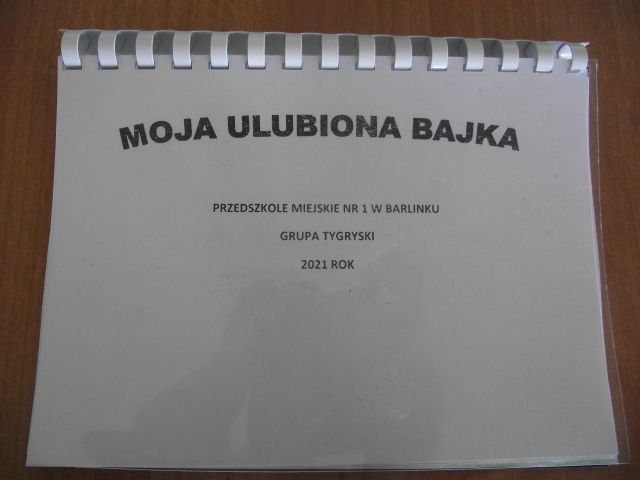 MOJA ULUBIONA BAJKA
PRZEDSZKOLE MIEJSKIE NR 1 W BARLINKU
GRUPA TYGRYSKI
2021 ROK